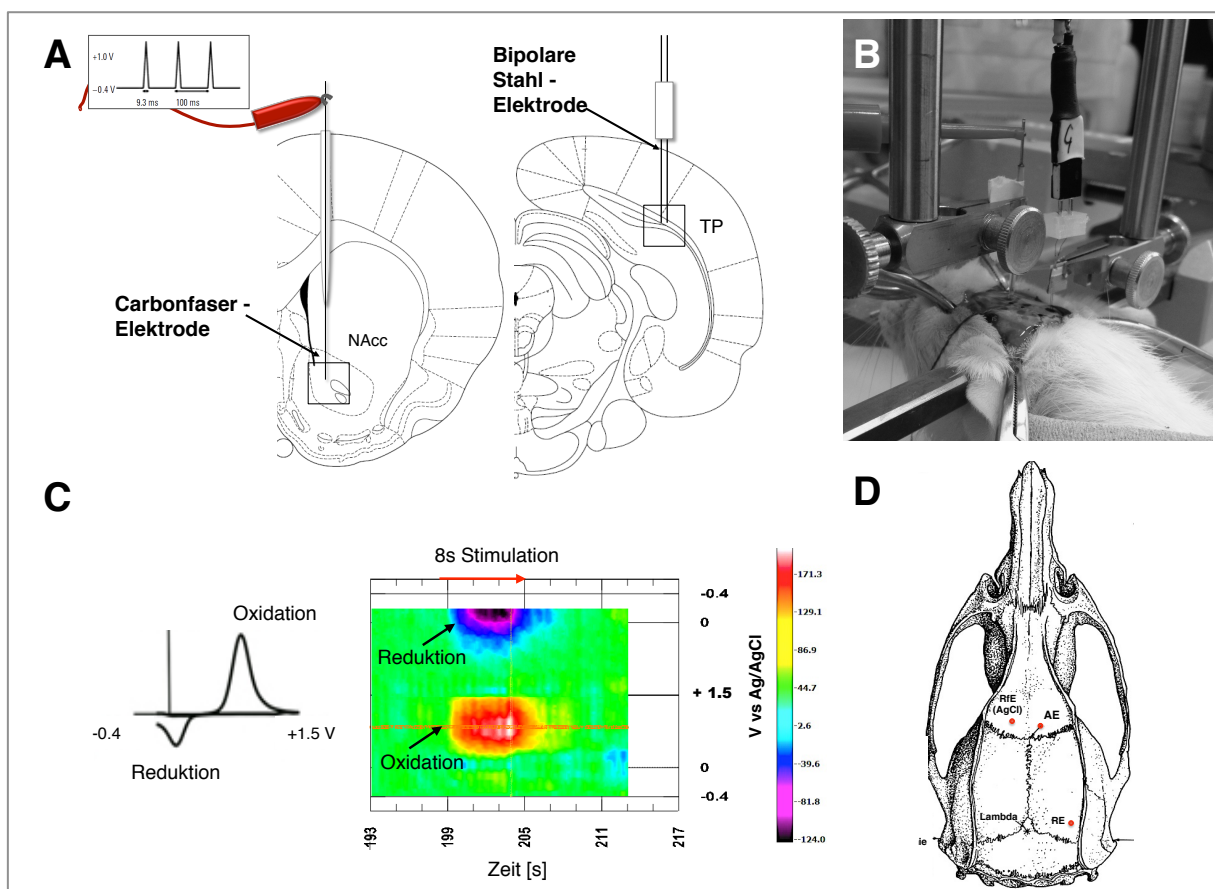 A
+1.0 V
−0.4 V
9.3 ms
100 ms
Bipolare
Stahl -
Elektrode
TP
Carbonfaser -
Elektrode
NAcc
B
G
C
Oxidation
-0.4
+1.5 V
Reduktion
8s Stimulation
Reduktion
Oxidation
-0.4
0
+ 1.5
0
-0.4
193
199
205
211
217
Zeit [s]
V vs Ag/AgCl
171.3
129.1
86.9
44.7
2.6
-39.6
-81.8
-124.0
D
RfE
(AgCl)
AE
Lambda
RE
ie